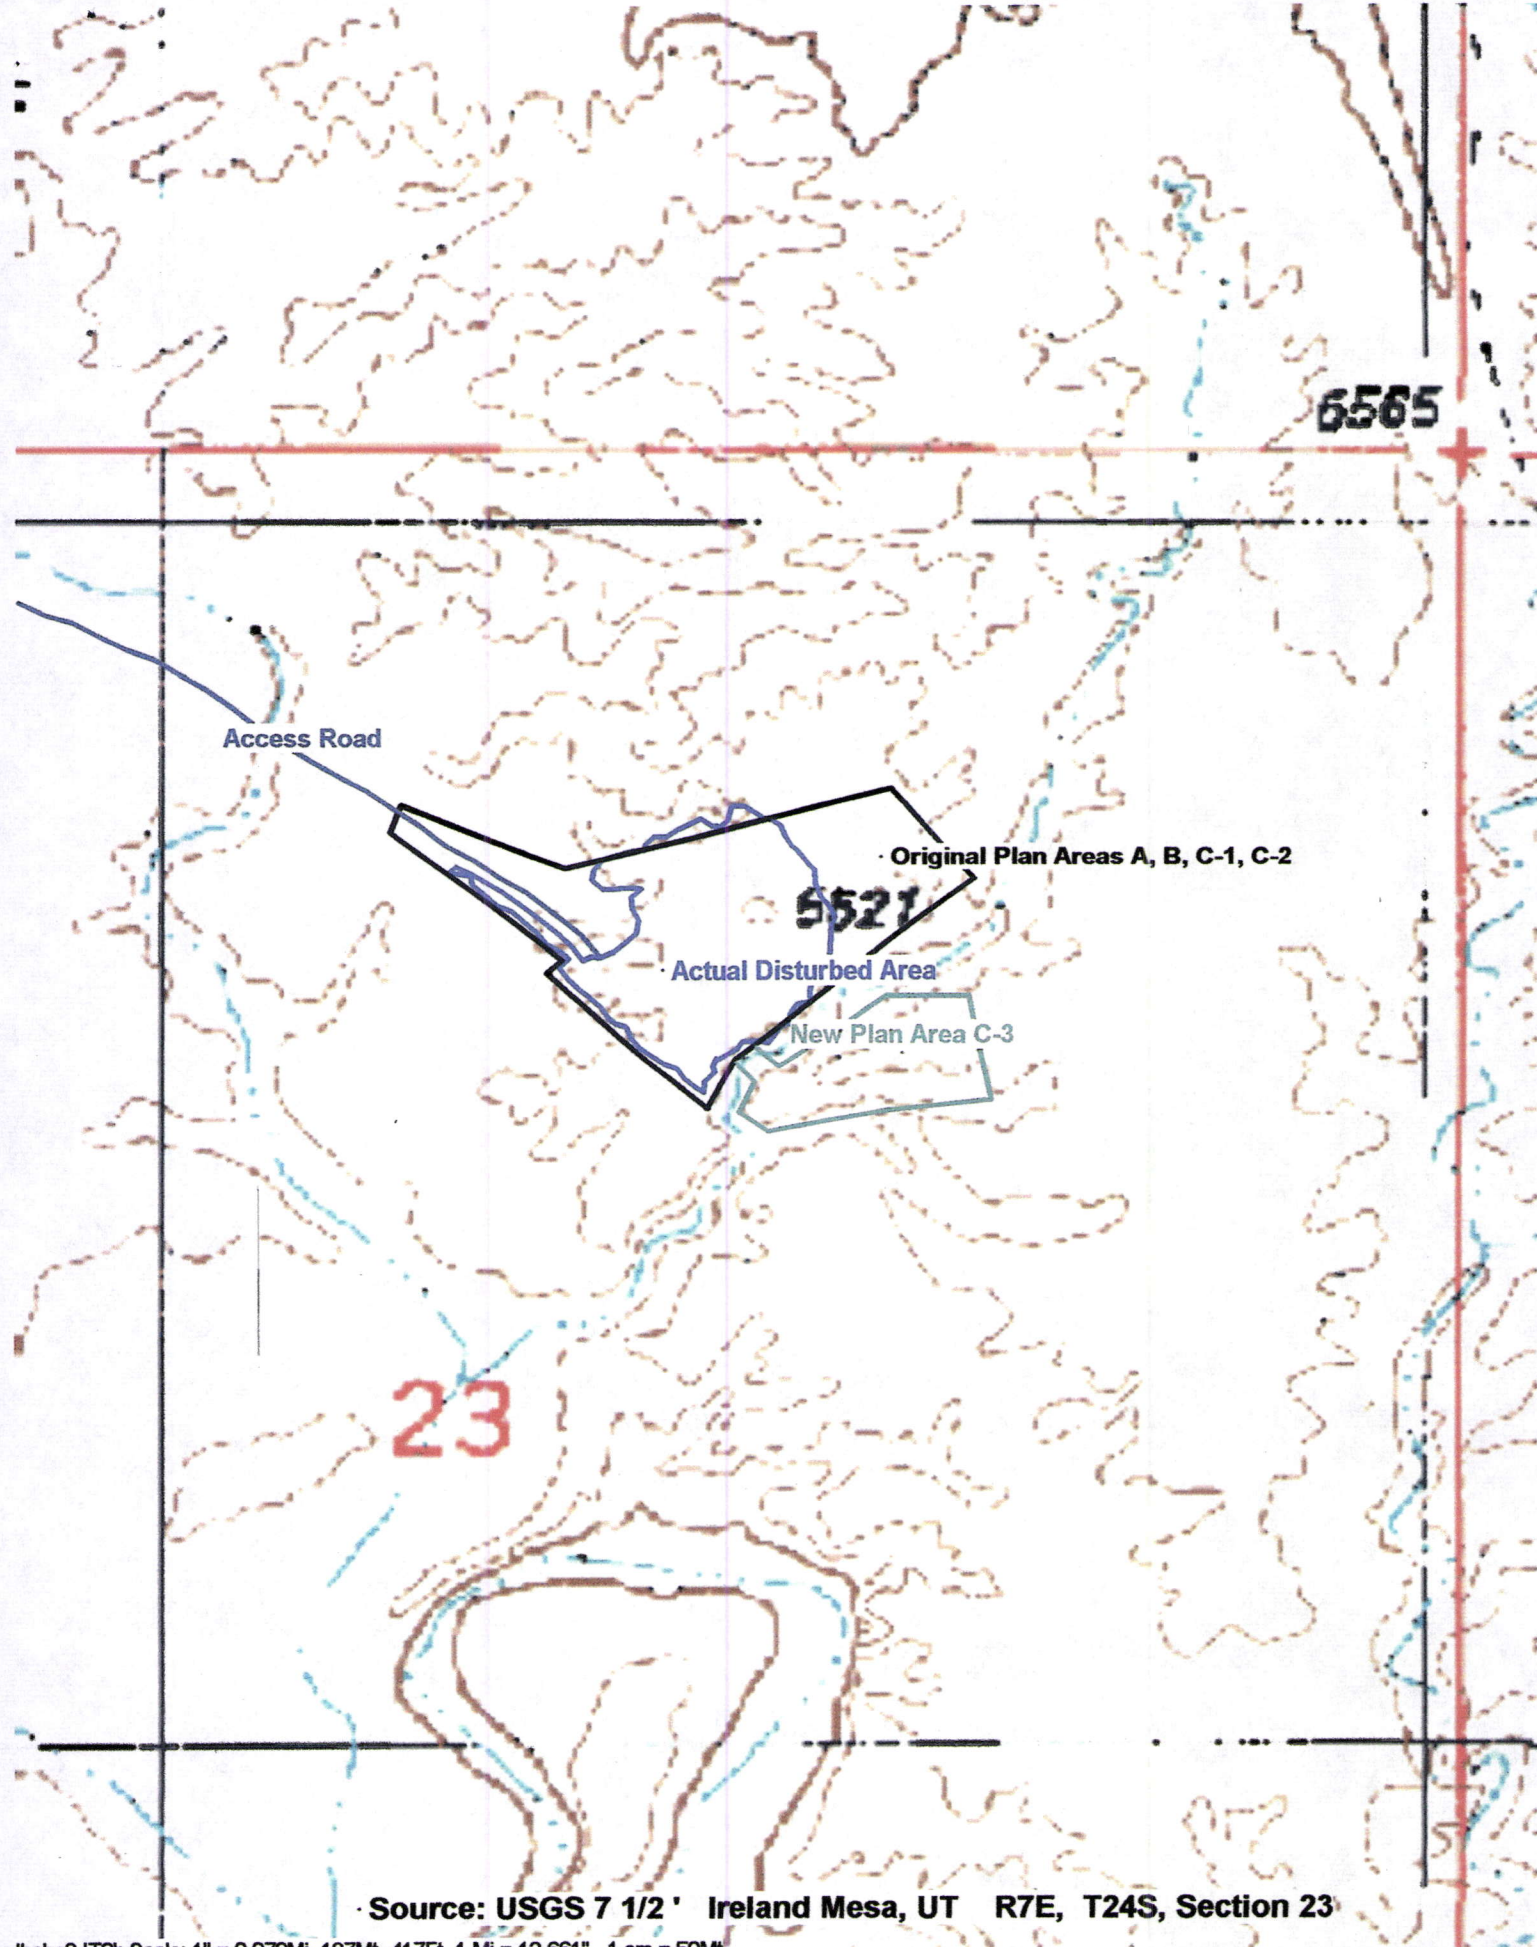 6565
Access Road
Original Plan Areas A, B, C-1, C-2
Actual Disturbed Area
New Plan Area C-3
23
Source: USGS 7 1/2 ' Ireland Mesa, UT R7E, T24S, Section 23